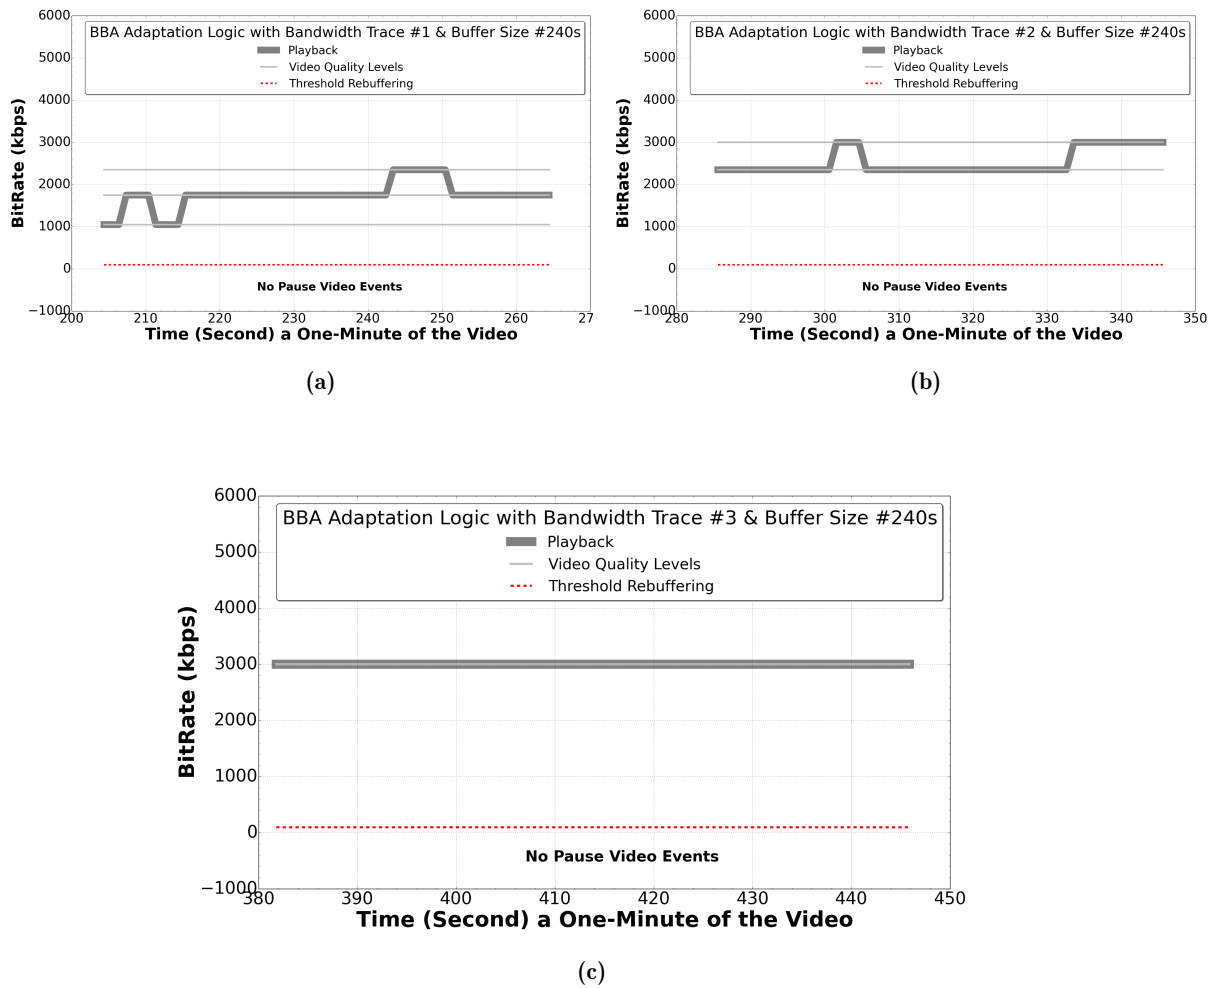 BBA Adaptation Logic with Bandwidth Trace #1 & Buffer Size #240s
Playback
Video Quality Levels
Threshold Rebuffering
6000
5000
4000
3000
2000
1000
0
−1000
BitRate (kbps)
No Pause Video Events
200 210 220 230 240 250 260 27
Time (Second) a One-Minute of the Video
(a)
BBA Adaptation Logic with Bandwidth Trace #2 & Buffer Size #240s
Playback
Video Quality Levels
Threshold Rebuffering
6000
5000
4000
3000
2000
1000
0
−1000
BitRate (kbps)
No Pause Video Events
280 290 300 310 320 330 340 350
Time (Second) a One-Minute of the Video
(b)
BBA Adaptation Logic with Bandwidth Trace #3 & Buffer Size #240s
Playback
Video Quality Levels
Threshold Rebuffering
6000
5000
4000
3000
2000
1000
0
−1000
BitRate (kbps)
No Pause Video Events
380 390 400 410 420 430 440 450
Time (Second) a One-Minute of the Video
(c)